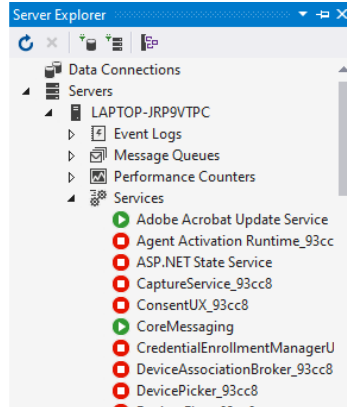 Server Explorer
Data Connections
Servers
LAPTOP-JRP9VTPC
Event Logs
Message Queues
Performance Counters
Services
Adobe Acrobat Update Service
Agent Activation Runtime_93cc
ASP.NET State Service
CaptureService_93cc8
ConsentUX_93cc8
CoreMessaging
CredentialEnrollmentManagerU
DeviceAssociationBroker_93cc8
DevicePicker_93cc8